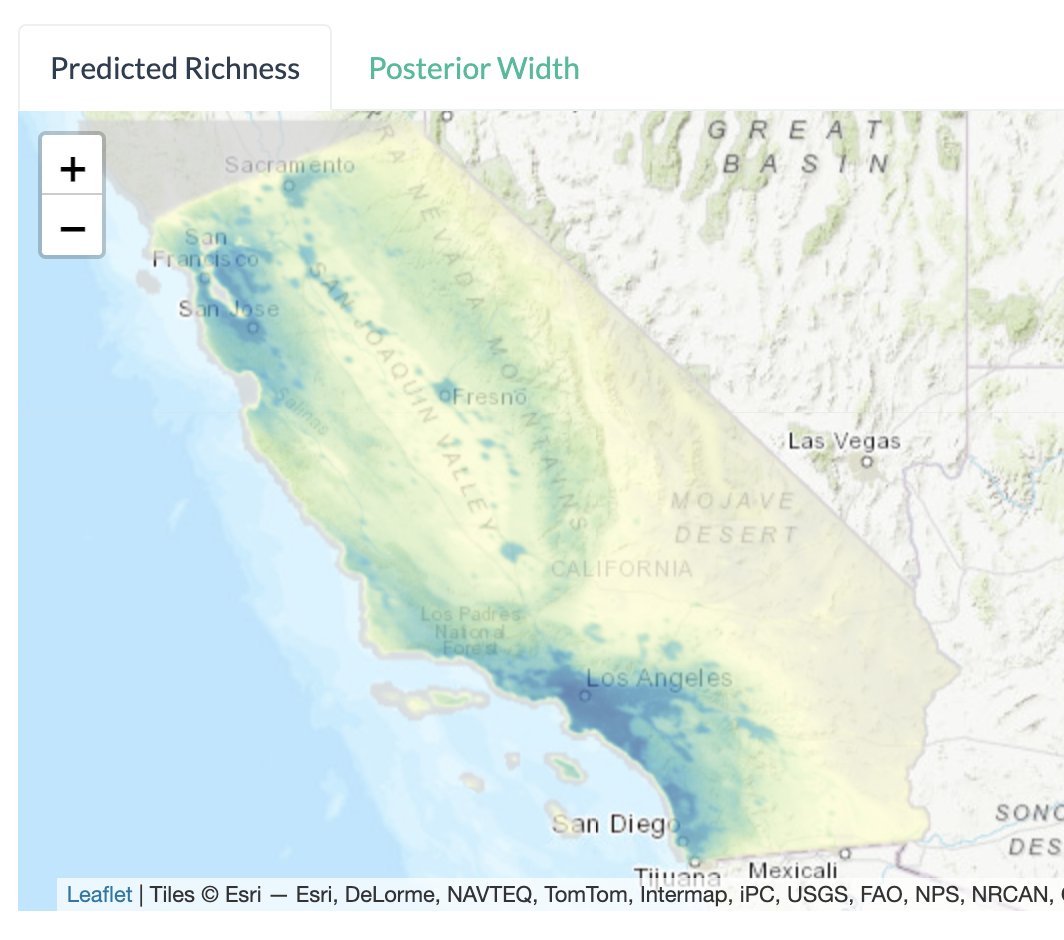 Predicted Richness
Posterior Width
+
−
GREAT
BASIN
Sacramento
NEVADA
San
Francisco
SAN JOAQUIN VALLEY
San Jose
MOUNTAINS
Salinas
Fresno
Las Vegas
MOJAVE
DESERT
CALIFORNIA
Los Padres
National
Forest
Los Angeles
San Diego
SONO
DES
Tijuana
Mexicali
Leaflet | Tiles © Esri — Esri, DeLorme, NAVTEQ, TomTom, Intermap, iPC, USGS, FAO, NPS, NRCAN,